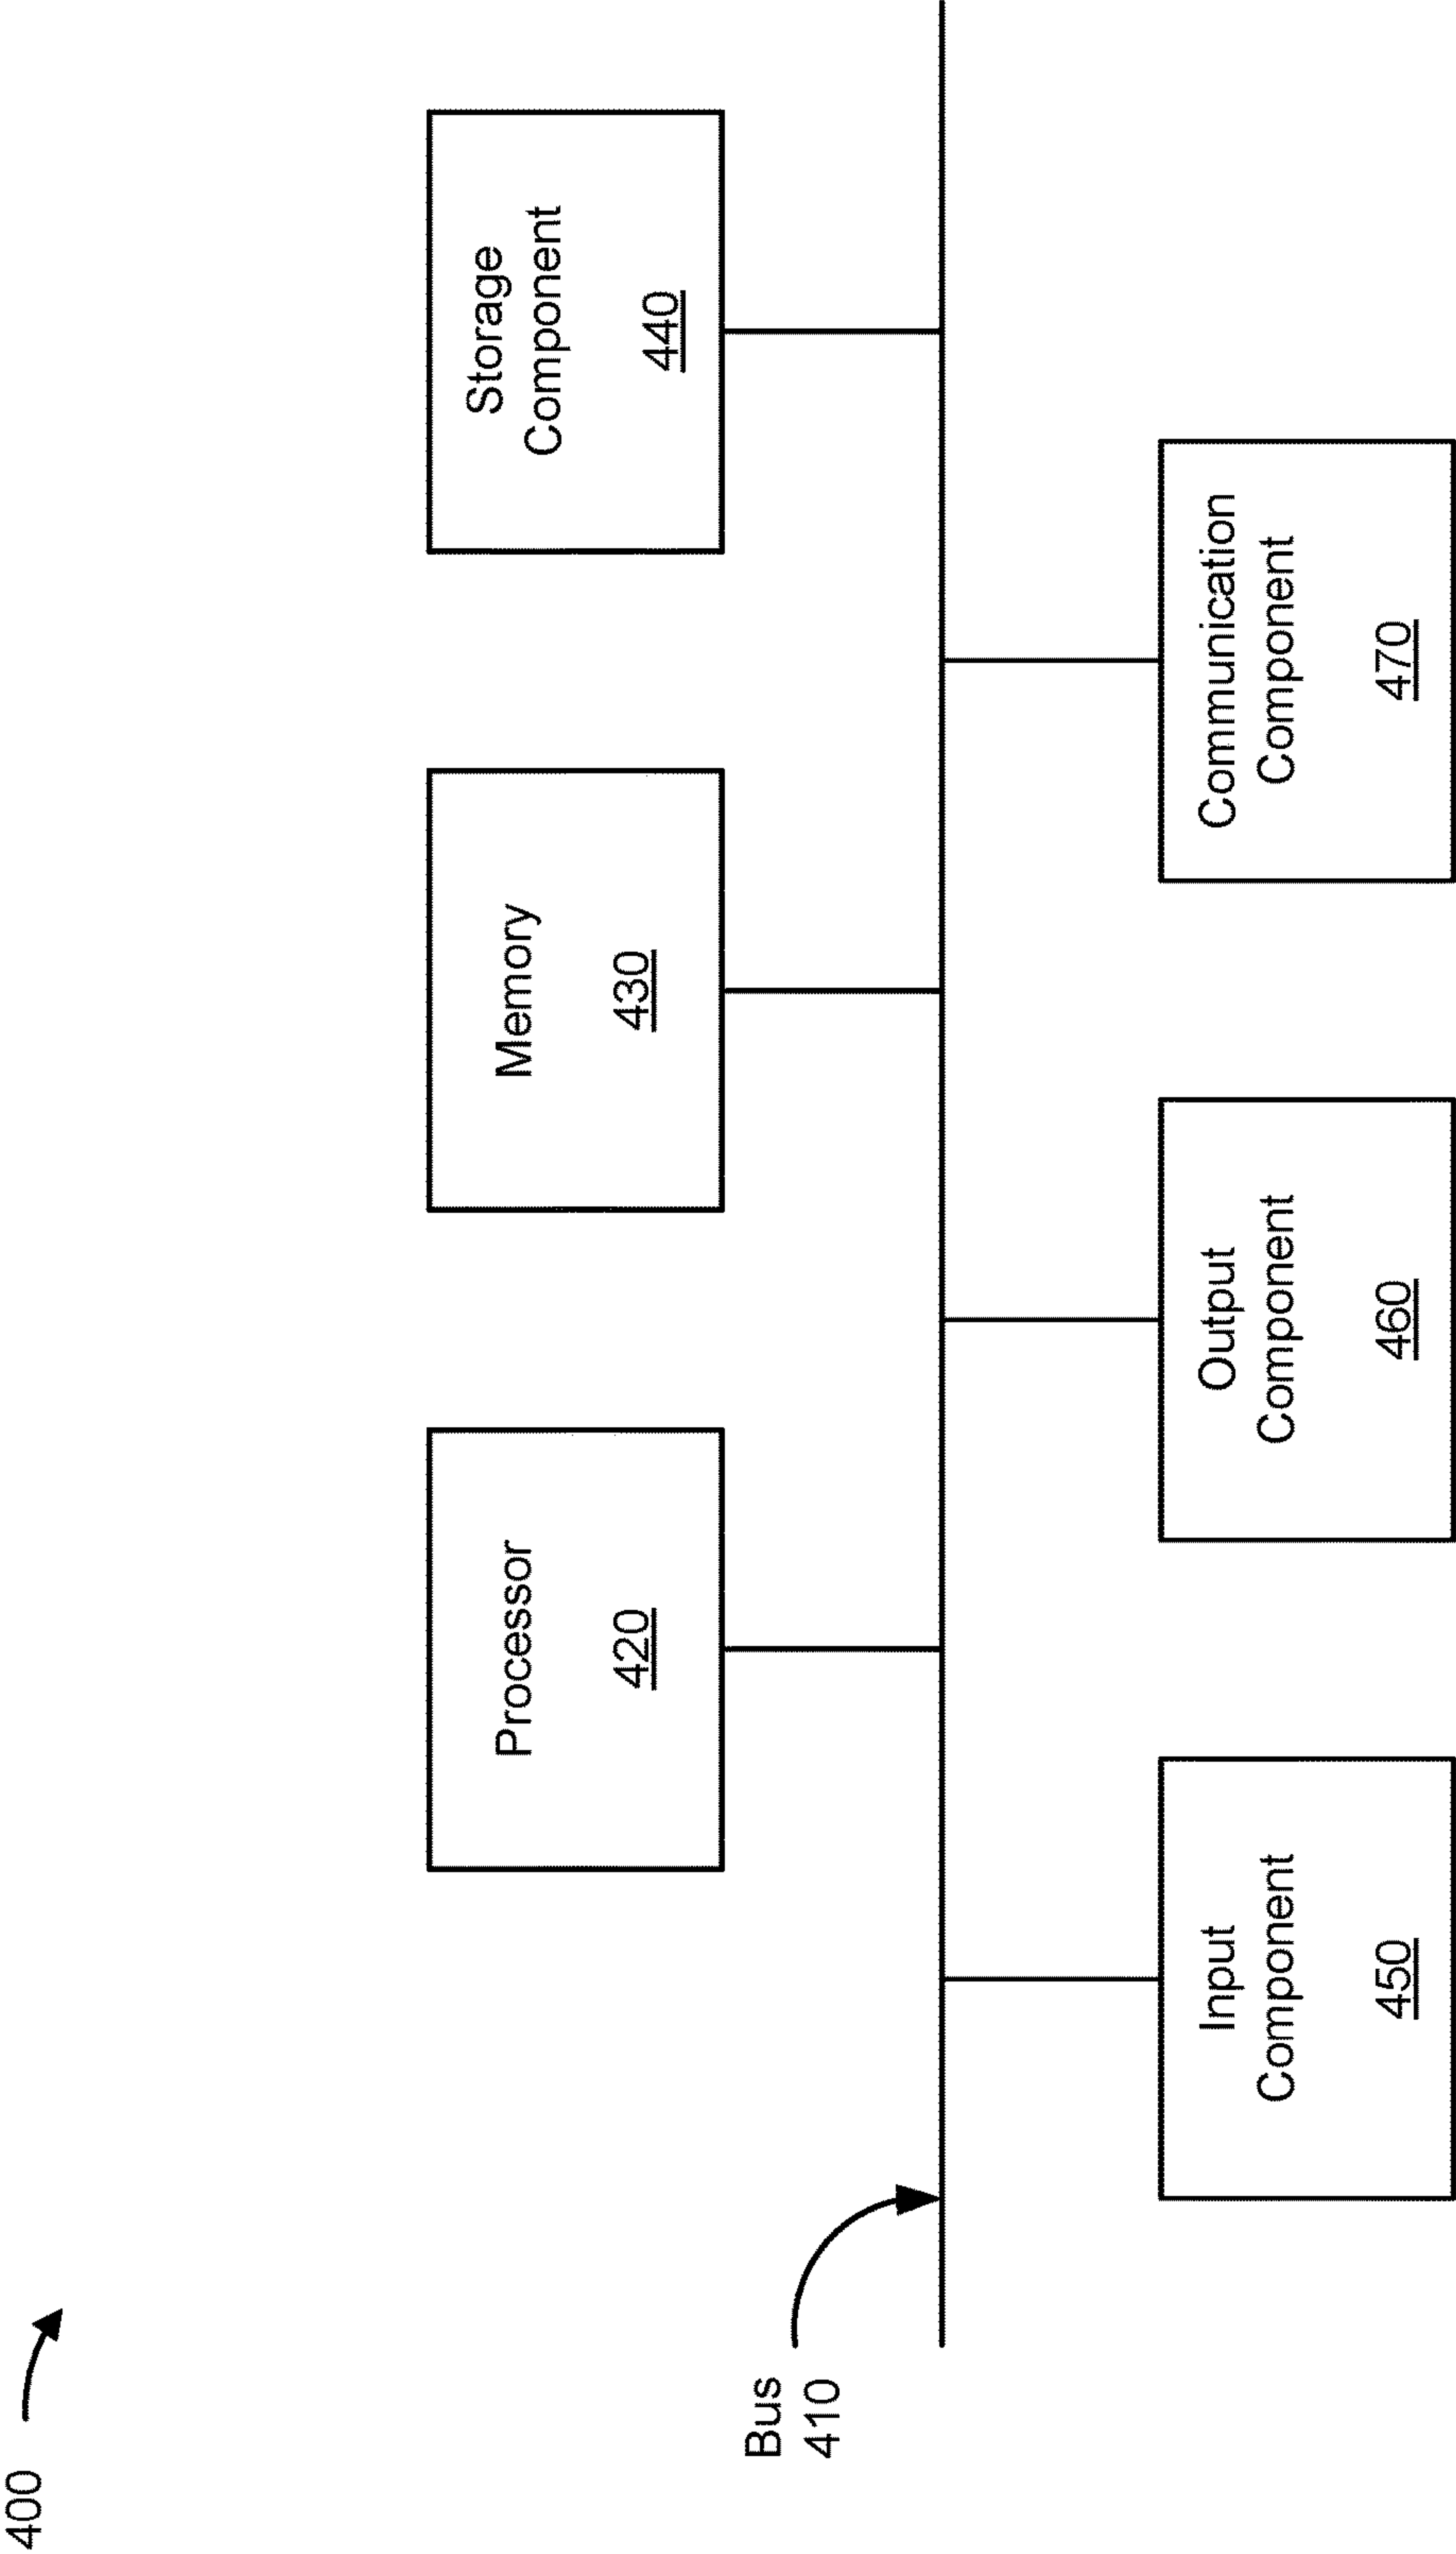 400
Bus
410
Processor
420
Memory
430
Storage
Component
440
Input
Component
450
Output
Component
460
Communication
Component
470